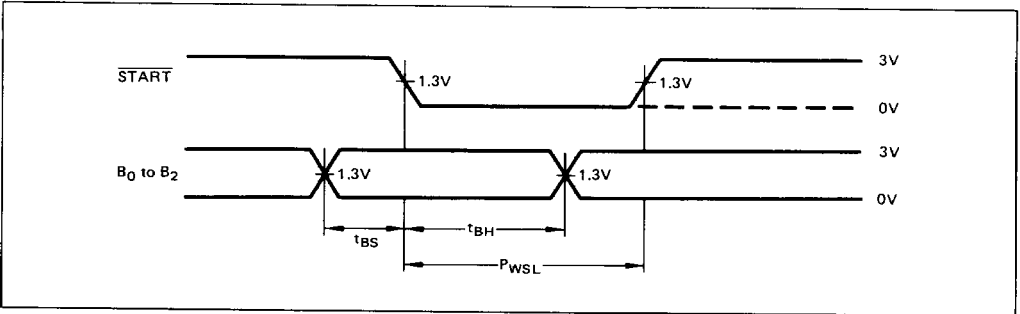 START
1.3V
1.3V
3V
0V
B0 to B2
1.3V
1.3V
3V
0V
tBS
tBH
PWSL